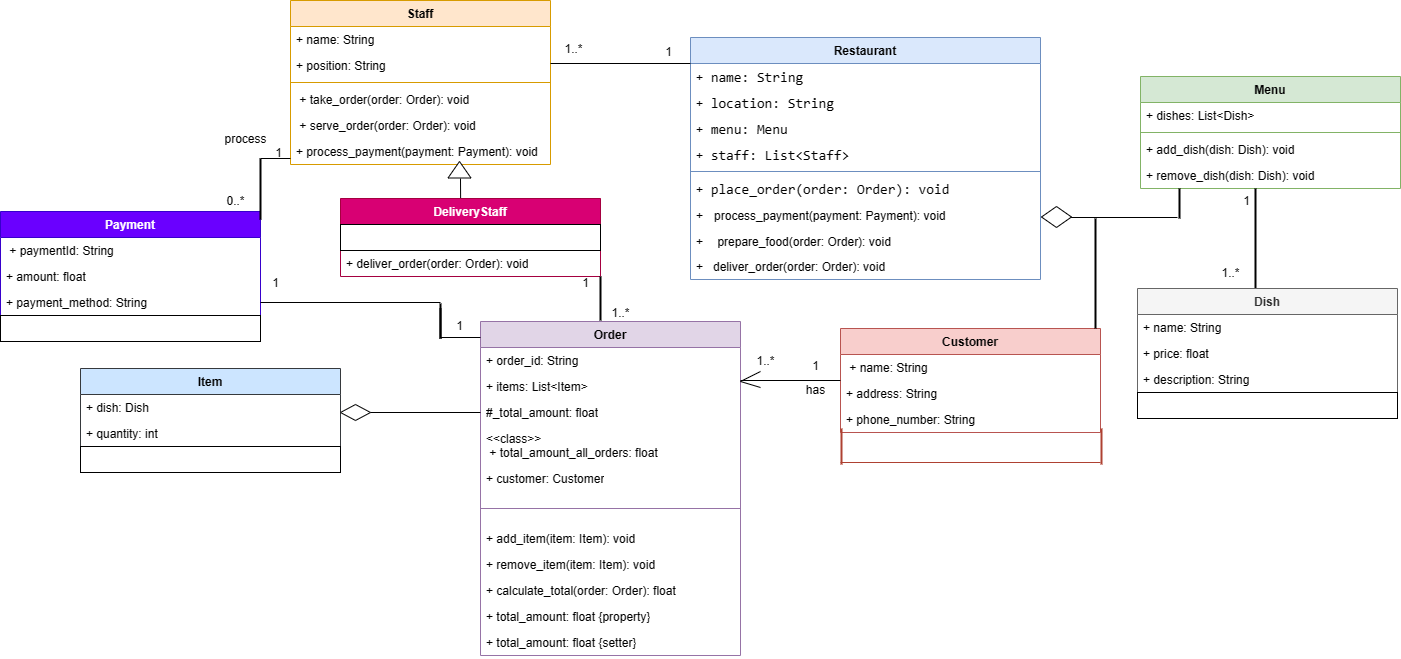 Staff
+ name: String
+ position: String
+ take_order(order: Order): void
+ serve_order(order: Order): void
+ process_payment(payment: Payment): void
1..*
1
Restaurant
+ name: String
+ location: String
+ menu: Menu
+ staff: List<Staff>
+ place_order(order: Order): void
+ process_payment(payment: Payment): void
+ prepare_food(order: Order): void
+ deliver_order(order: Order): void
Menu
+ dishes: List<Dish>
+ add_dish(dish: Dish): void
+ remove_dish(dish: Dish): void
1
1..*
process
1
0..*
Payment
+ paymentId: String
+ amount: float
+ payment_method: String
1
1
DeliveryStaff
+ deliver_order(order: Order): void
1
1..*
Dish
+ name: String
+ price: float
+ description: String
Order
+ order_id: String
+ items: List<Item>
#_total_amount: float
<<class>>
+ total_amount_all_orders: float
+ customer: Customer
+ add_item(item: Item): void
+ remove_item(item: Item): void
+ calculate_total(order: Order): float
+ total_amount: float {property}
+ total_amount: float {setter}
1..*
1
has
Customer
+ name: String
+ address: String
+ phone_number: String
Item
+ dish: Dish
+ quantity: int